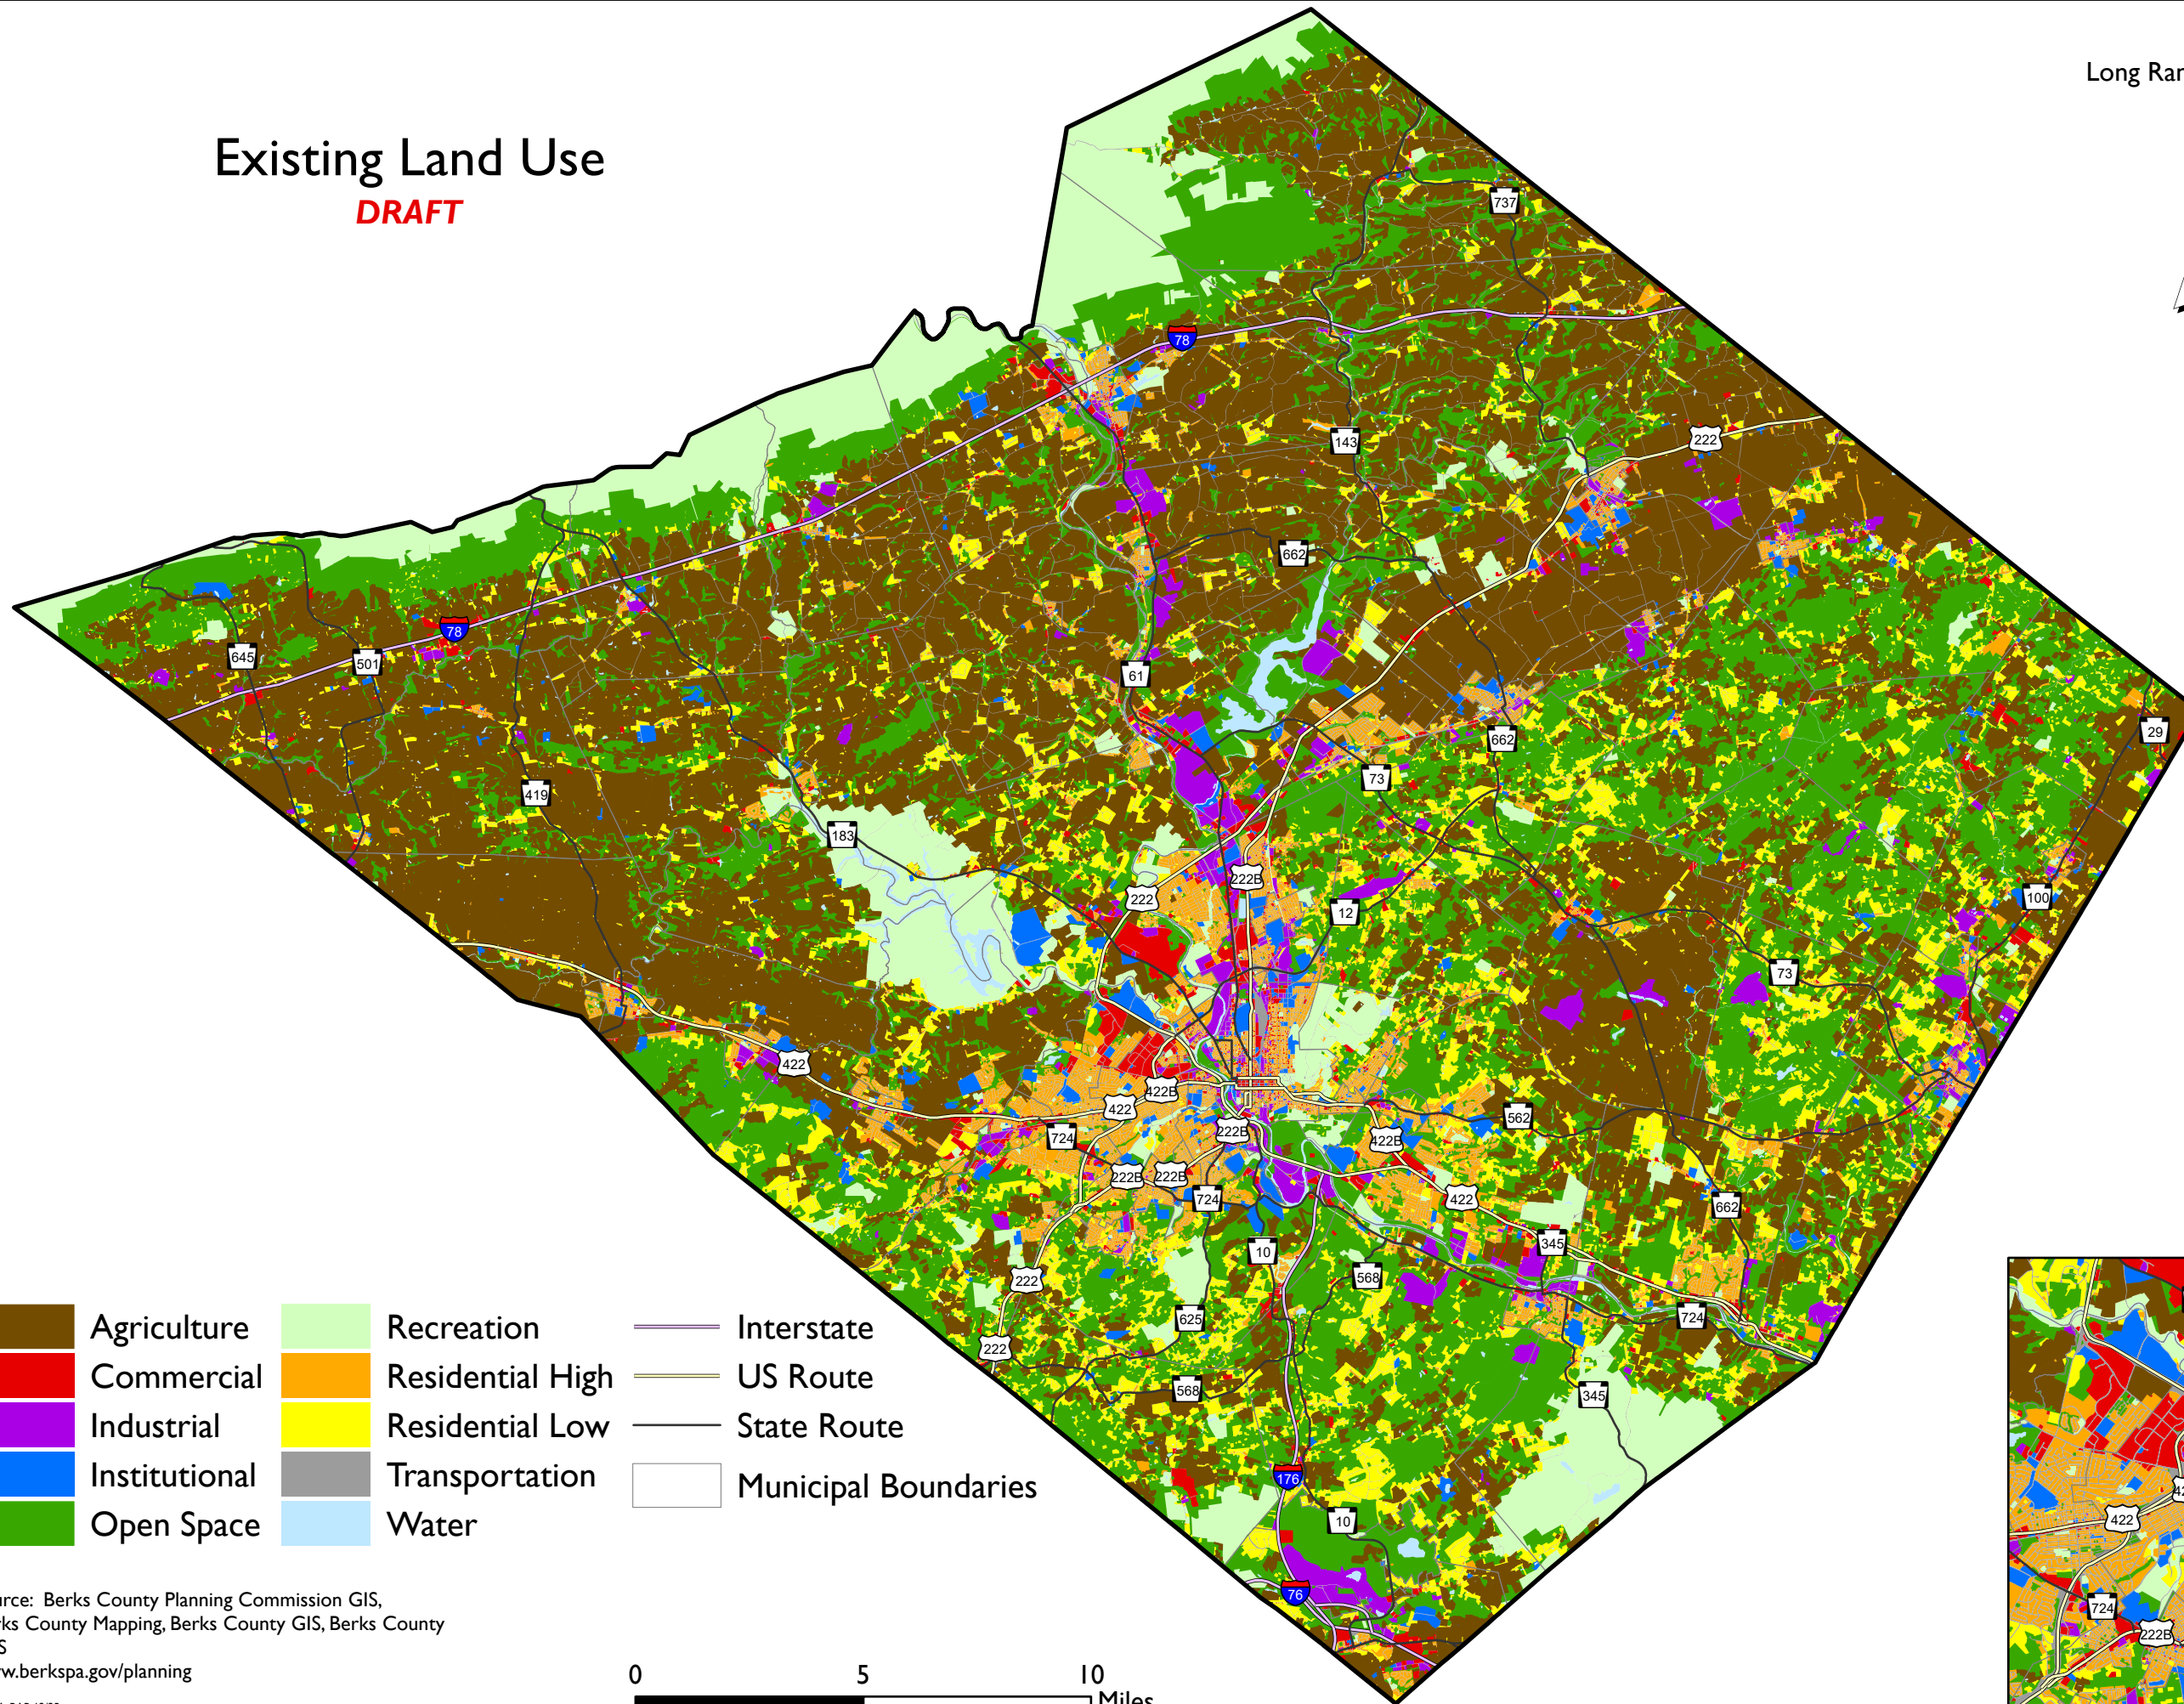 Long Ran
Existing Land Use
DRAFT
737
78
143
222
662
645
501
78
61
29
662
419
73
183
222B
222
12
100
73
422
422B
422
562
724
222B
422B
222B
222B
724
422
662
10
345
222
568
625
724
222
568
345
176
10
76
Agriculture
Commercial
Industrial
Institutional
Open Space
Recreation
Residential High
Residential Low
Transportation
Water
Interstate
US Route
State Route
Municipal Boundaries
urce: Berks County Planning Commission GIS,
rks County Mapping, Berks County GIS, Berks County
S
w.berkspa.gov/planning
0 5 10
Miles
422
724
222B